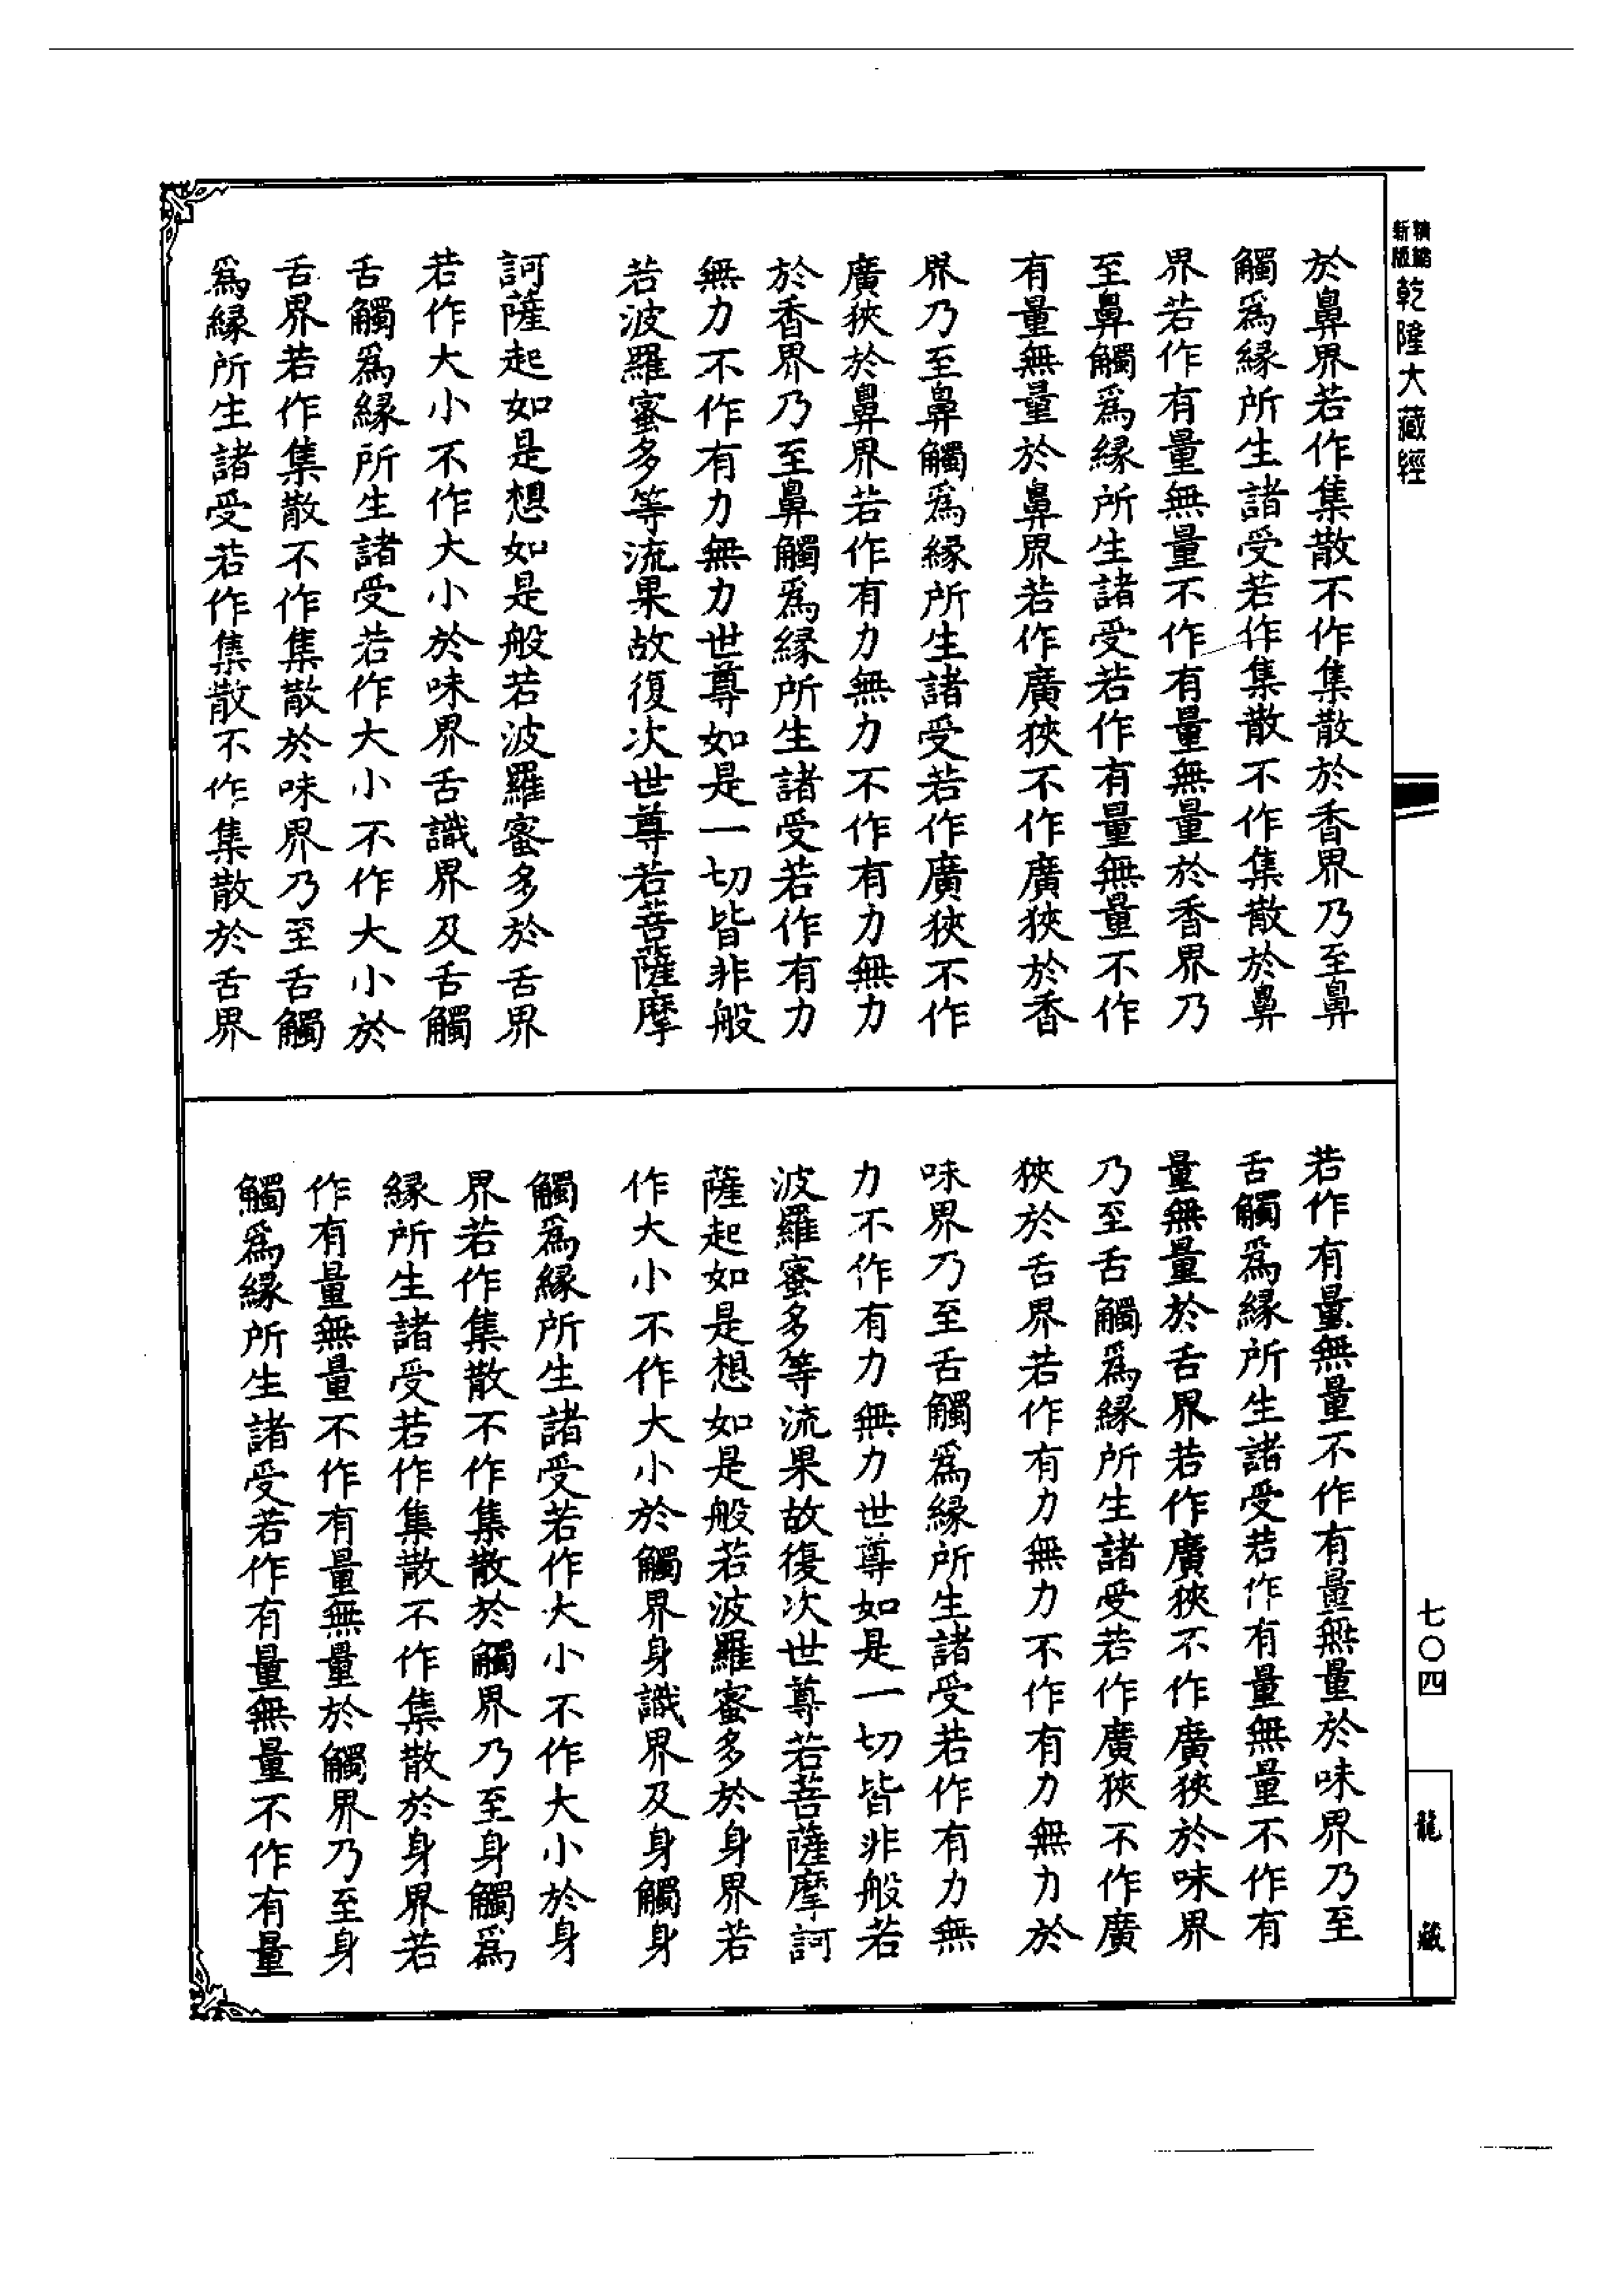 新版
精縮
乾隆大藏經
於鼻界若作集散不作集散於香界乃至鼻
觸爲緣所生諸受若作集散不作集散於鼻
界若作有量無量不作有量無量於香界乃
至鼻觸爲緣所生諸受若作有量無量不作
有量無量於鼻界若作廣狹不作廣狹於香
界乃至鼻觸爲緣所生諸受若作廣狹不作
廣狹於鼻界若作有力無力不作有力無力
於香界乃至鼻觸爲緣所生諸受若作有力
無力不作有力無力世尊如是一切皆非般
若波羅蜜多等流果故復次世尊若菩薩摩
訶薩起如是想如是般若波羅蜜多於舌界
若作大小不作大小於味界舌識界及舌觸
舌觸爲緣所生諸受若作大小不作大小於
舌界若作集散不作集散於味界乃至舌觸
爲緣所生諸受若作集散不作集散於舌界
若作有量無量不作有量無量於味界乃至
舌觸爲緣所生諸受若作有量無量不作有
量無量於舌界若作廣狹不作廣狹於味界
乃至舌觸爲緣所生諸受若作廣狹不作廣
狹於舌界若作有力無力不作有力無力於
味界乃至舌觸爲緣所生諸受若作有力無
力不作有力無力世尊如是一切皆非般若
波羅蜜多等流果故復次世尊若菩薩摩訶
薩起如是想如是般若波羅蜜多於身界若
作大小不作大小於觸界身識界及身觸身
觸爲緣所生諸受若作大小不作大小於身
界若作集散不作集散於觸界乃至身觸爲
緣所生諸受若作集散不作集散於身界若
作有量無量不作有量無量於觸界乃至身
觸爲緣所生諸受若作有量無量不作有量
七〇四
龍藏